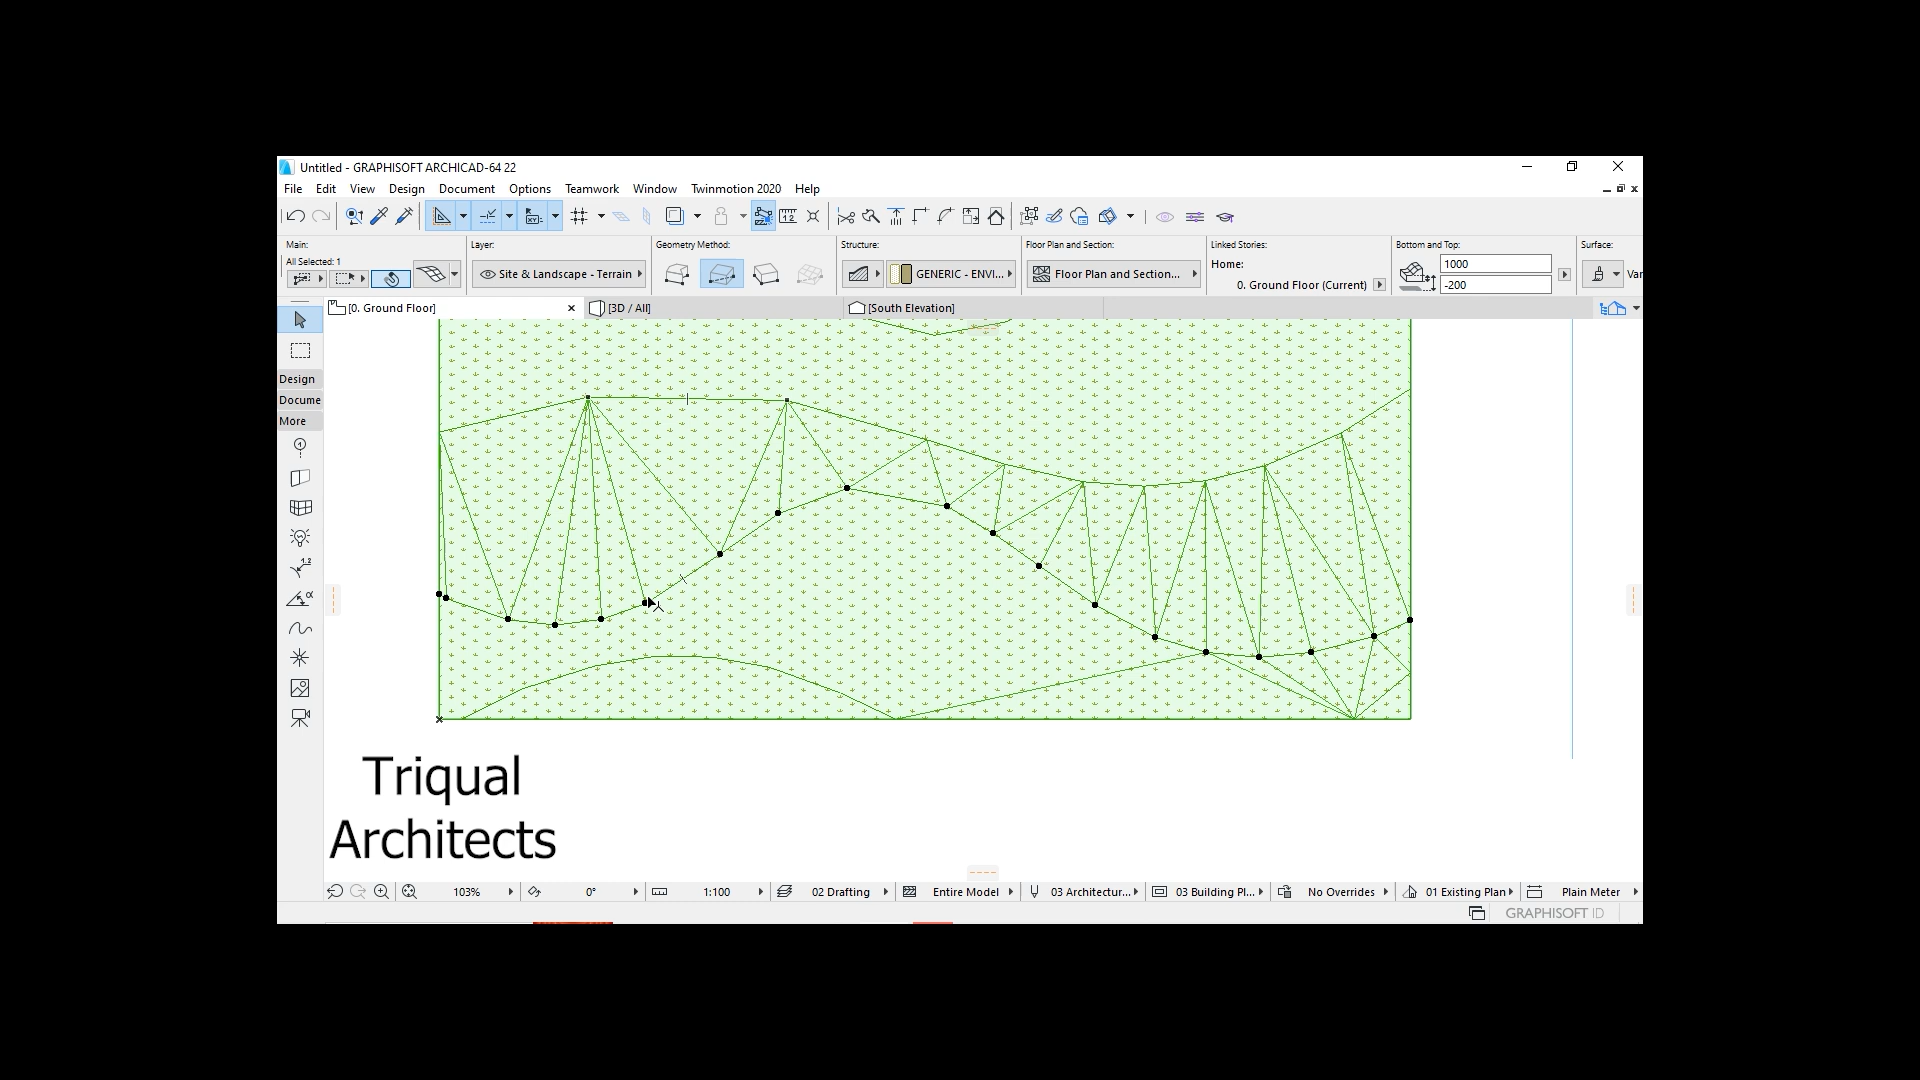 Untitled - GRAPHISOFT ARCHICAD-64 22
File Edit View Design Document Options Teamwork Window Twinmotion 2020 Help
Main: Layer: Geometry Method: Structure: Floor Plan and Section: Linked Stories: Bottom and Top: Surface:
All Selected: 1
Home:
1000
Site & Landscape - Terrain GENERIC - ENVI... Floor Plan and Section... Var
0. Ground Floor (Current)
-200
[0. Ground Floor] [3D / All] [South Elevation]
Design
Docume
More
Triqual
Architects
103% 0° 1:100 02 Drafting Entire Model 03 Architectur... 03 Building Pl... No Overrides 01 Existing Plan Plain Meter
GRAPHISOFT ID